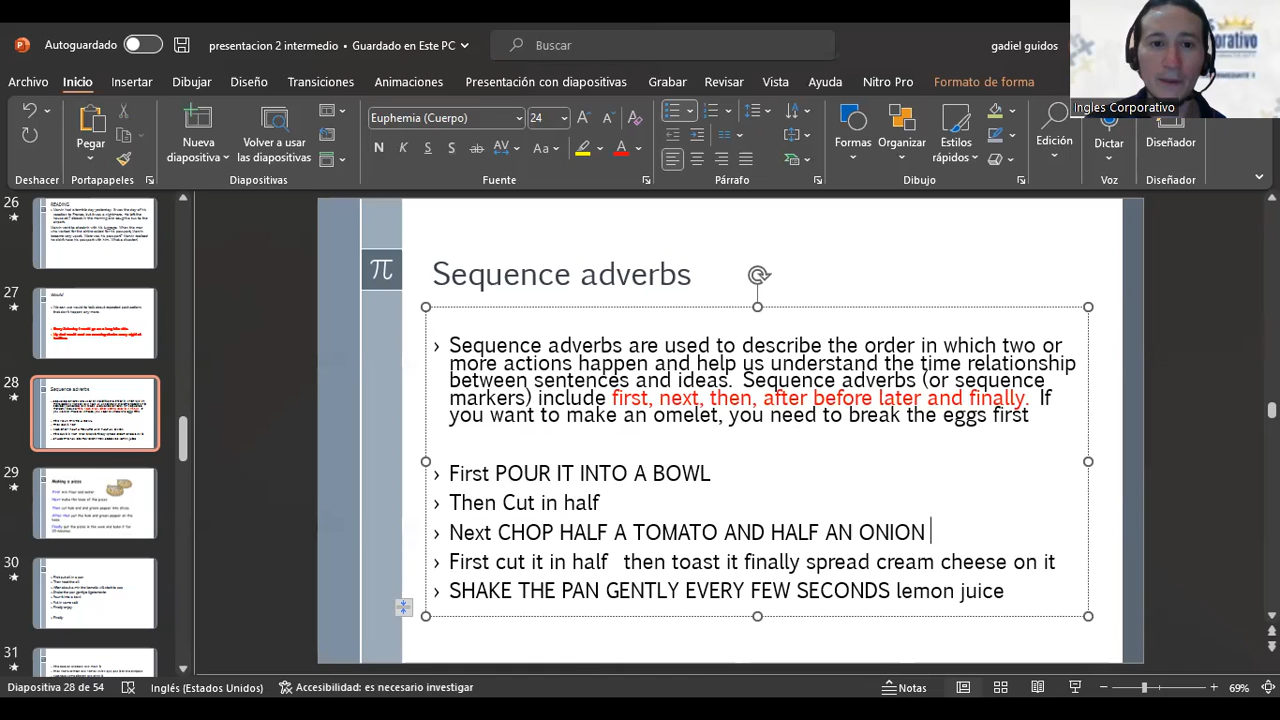 Autoguardado
presentacion 2 intermedio • Guardado en Este PC
Buscar
gadiel guidos
Archivo Inicio Insertar Dibujar Diseño Transiciones Animaciones Presentación con diapositivas Grabar Revisar Vista Ayuda Nitro Pro Formato de forma
Ingles Corporativo
Pegar
Nueva diapositiva
Volver a usar las diapositivas
Euphemia (Cuerpo) 24
N K S S ab AV Aa A
Formas
Organizar
Estilos rápidos
Edición
Dictar
Diseñador
Deshacer Portapapeles Diapositivas Fuente Párrafo Dibujo Voz Diseñador
26
READING
27
28
Sequence adverbs
29
Making a pizza
30
31
π
Sequence adverbs
› Sequence adverbs are used to describe the order in which two or
more actions happen and help us understand the time relationship
between sentences and ideas. Sequence adverbs (or sequence
markers) include first, next, then, after before later and finally. If
you want to make an omelet, you need to break the eggs first
› First POUR IT INTO A BOWL
› Then Cut in half
› Next CHOP HALF A TOMATO AND HALF AN ONION
› First cut it in half then toast it finally spread cream cheese on it
› SHAKE THE PAN GENTLY EVERY FEW SECONDS lemon juice
Diapositiva 28 de 54
Inglés (Estados Unidos)
Accesibilidad: es necesario investigar
Notas
69%